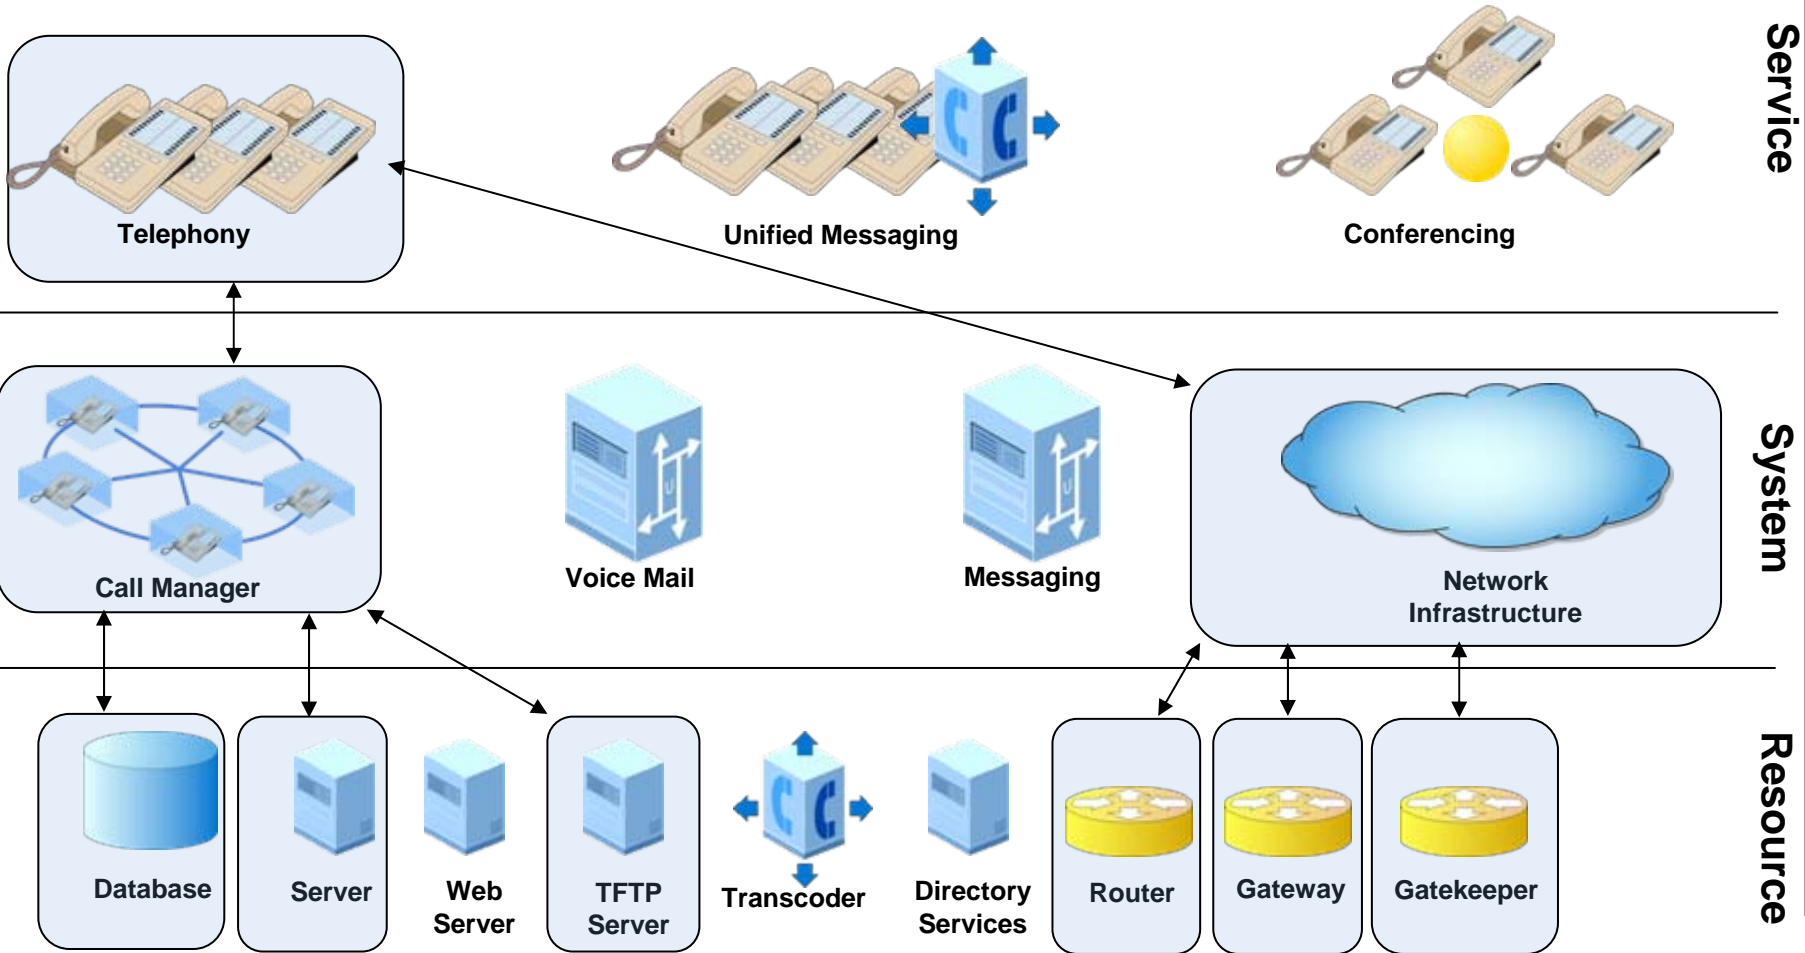 Service
Telephony
Unified Messaging
Conferencing
System
Call Manager
Voice Mail
Messaging
Network
Infrastructure
Resource
Database
Server
Web
Server
TFTP
Server
Transcoder
Directory
Services
Router
Gateway
Gatekeeper
U
U